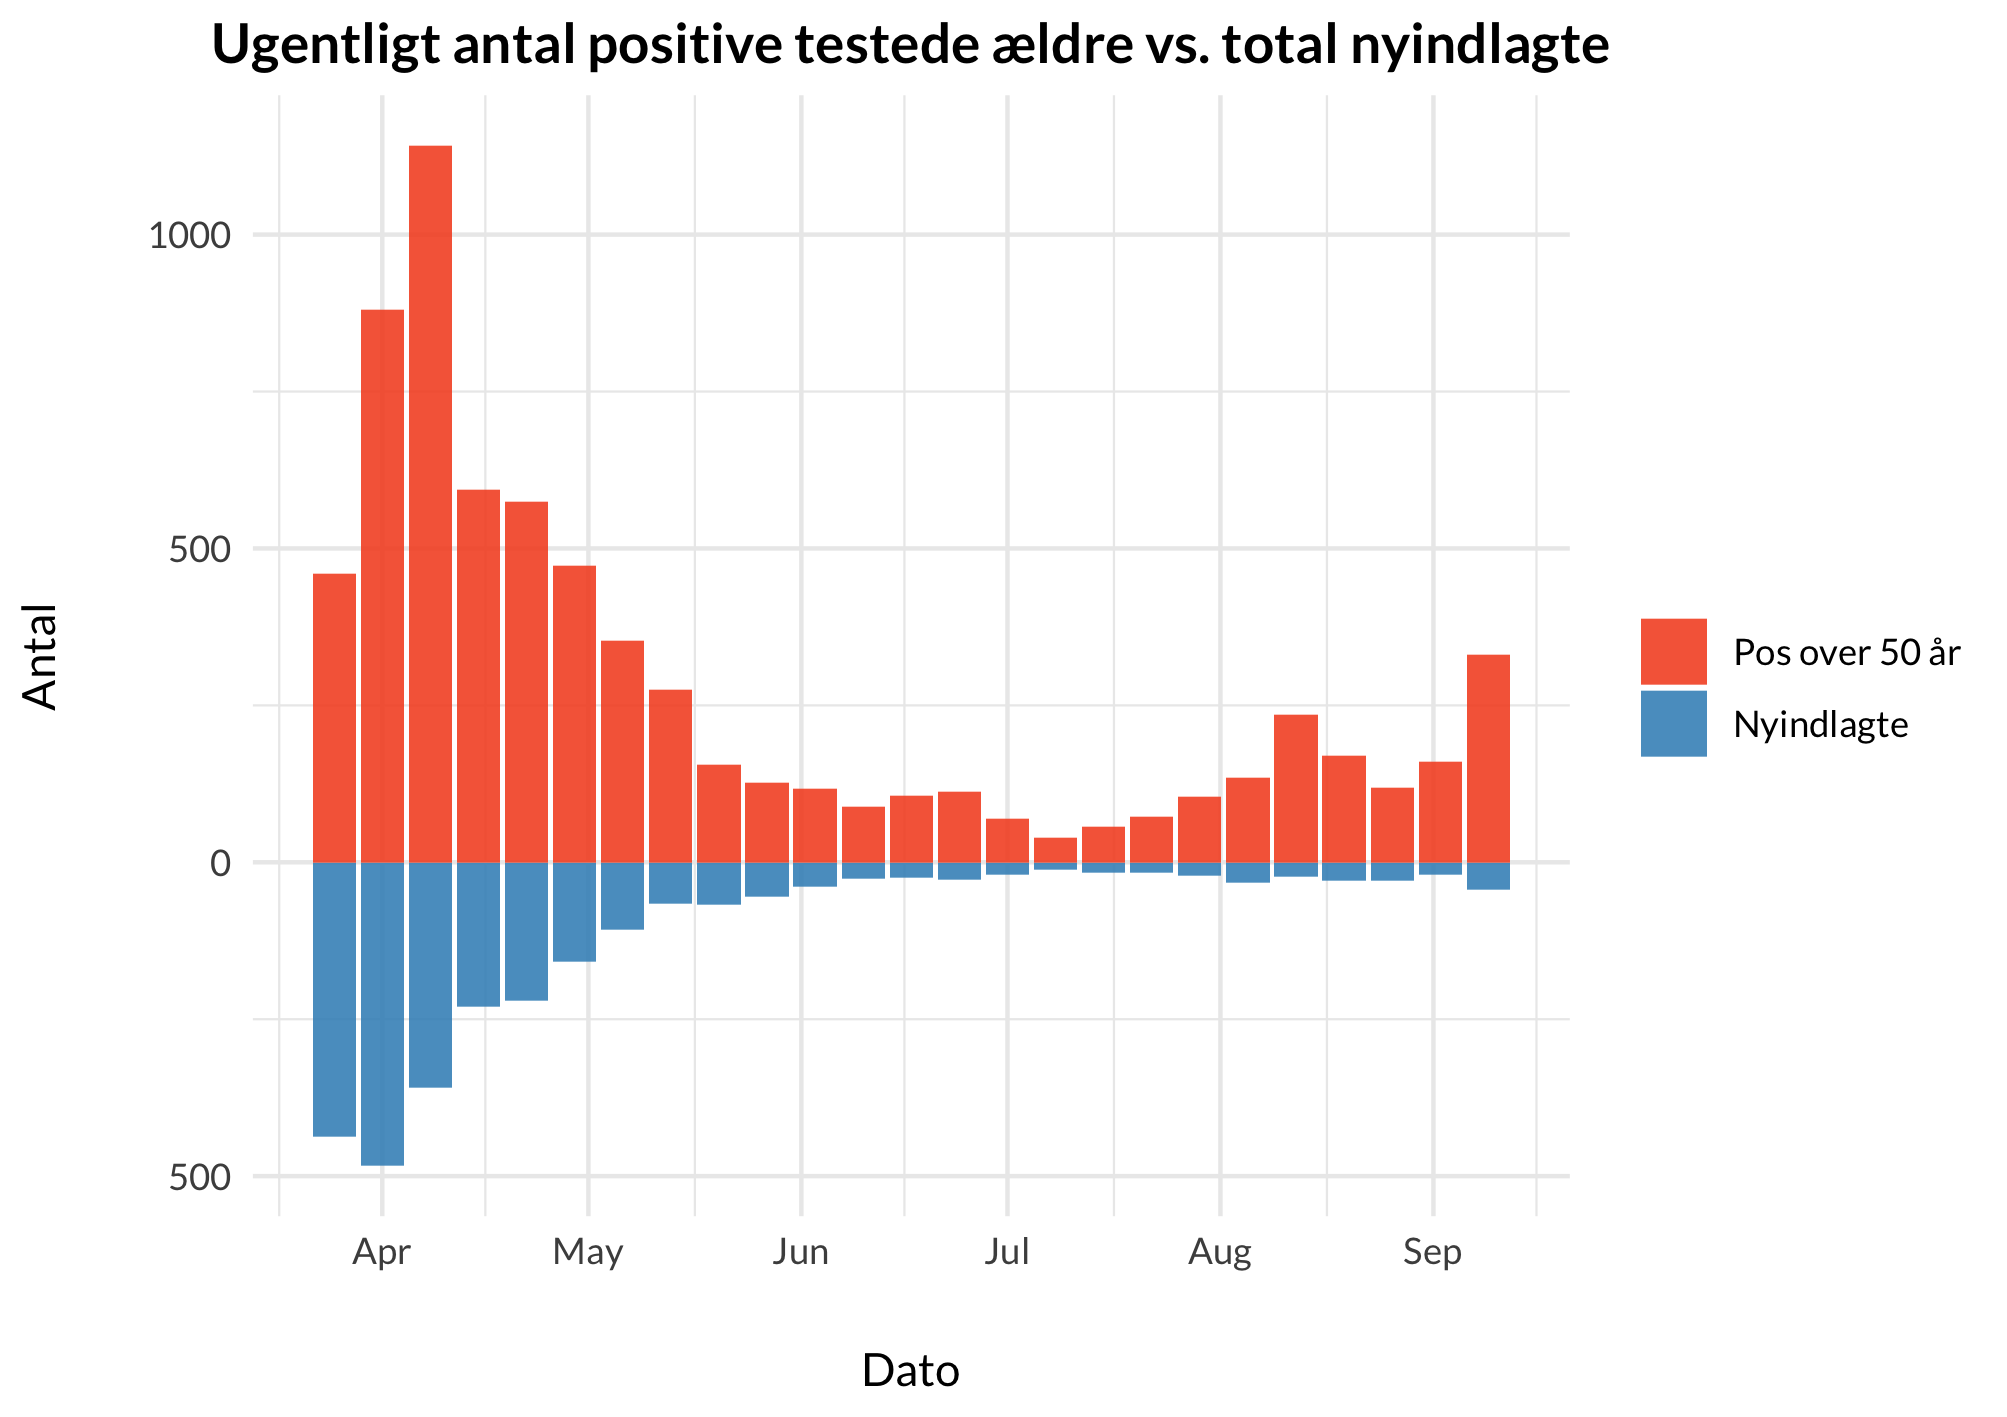 Ugentligt antal positive testede ældre vs. total nyindlagte
Antal
1000
500
0
500
Apr May Jun Jul Aug Sep
Dato
Pos over 50 år
Nyindlagte